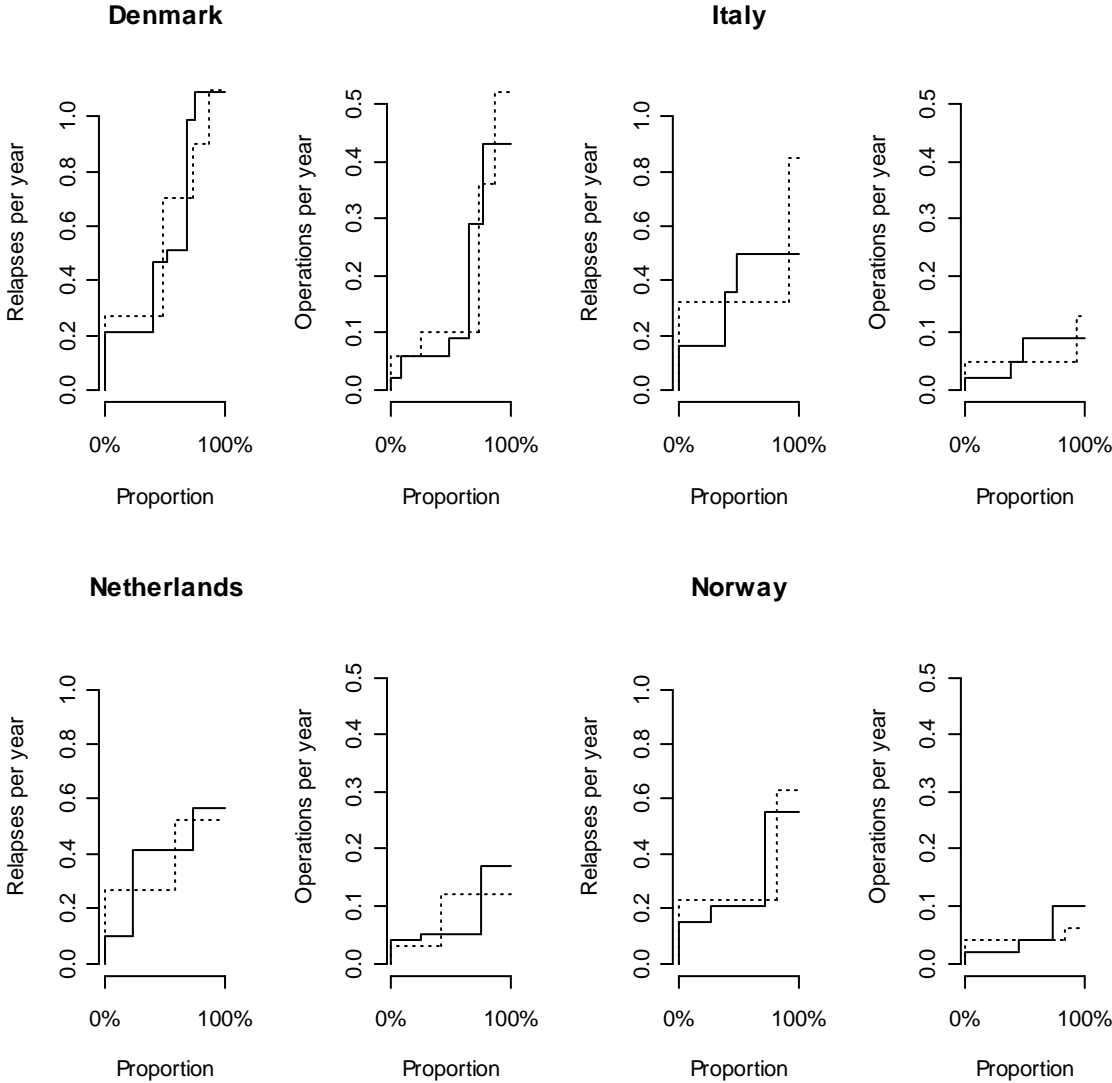 Denmark
Italy
Relapses per year
0.0 0.2 0.4 0.6 0.8 1.0
0% 100%
Proportion
Operations per year
0.0 0.1 0.2 0.3 0.4 0.5
0% 100%
Proportion
Relapses per year
0.0 0.2 0.4 0.6 0.8 1.0
0% 100%
Proportion
Operations per year
0.0 0.1 0.2 0.3 0.4 0.5
0% 100%
Proportion
Netherlands
Norway
Relapses per year
0.0 0.2 0.4 0.6 0.8 1.0
0% 100%
Proportion
Operations per year
0.0 0.1 0.2 0.3 0.4 0.5
0% 100%
Proportion
Relapses per year
0.0 0.2 0.4 0.6 0.8 1.0
0% 100%
Proportion
Operations per year
0.0 0.1 0.2 0.3 0.4 0.5
0% 100%
Proportion